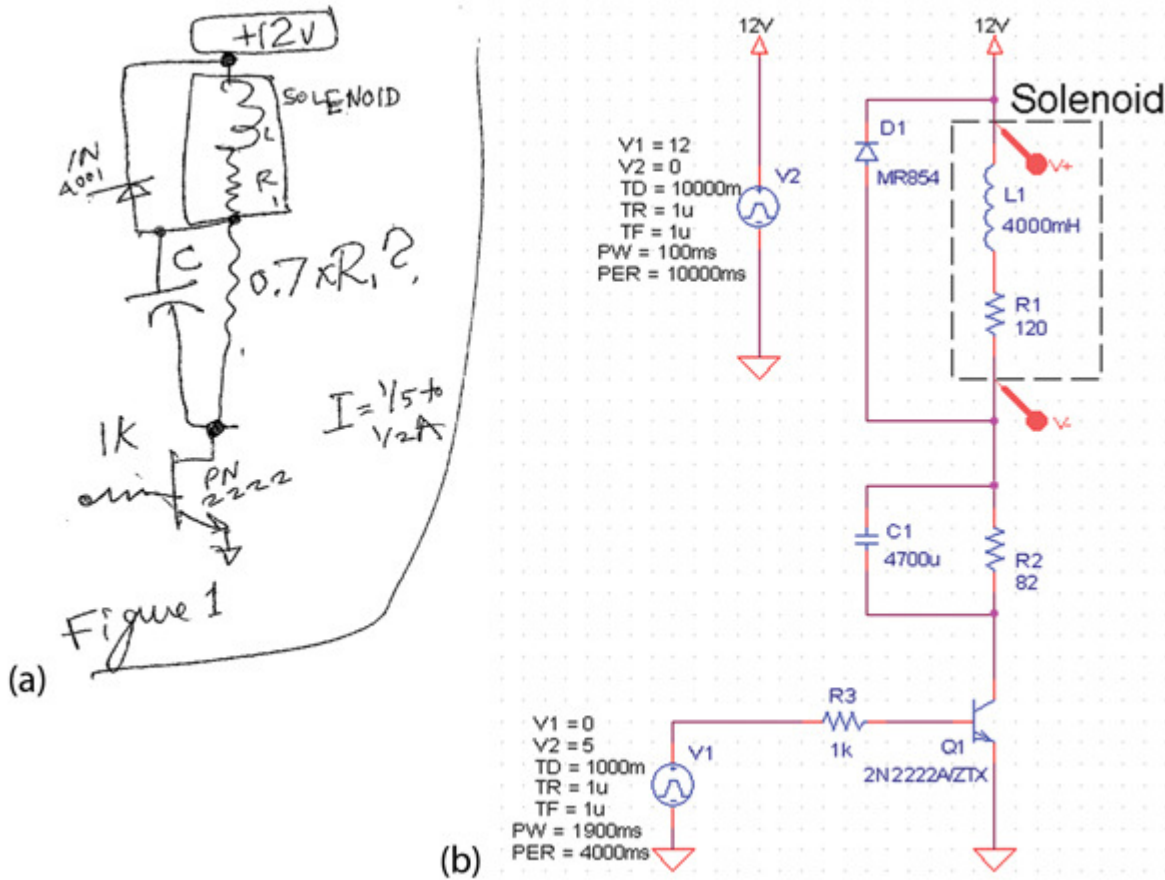 +12V
SOLENOID
L
R
1
1N
4001
C
0.7xR1?
I = 1/5 to
1/2A
1K
PN
2222
Figure 1
(a)
12V
V1 = 12
V2 = 0
TD = 10000m
TR = 1u
TF = 1u
PW = 100ms
PER = 10000ms
V2
12V
Solenoid
D1
MR854
V+
L1
4000mH
R1
120
V-
C1
4700u
R2
82
R3
1k
Q1
2N2222A/ZTX
V1 = 0
V2 = 5
TD = 1000m
TR = 1u
TF = 1u
PW = 1900ms
PER = 4000ms
V1
(b)